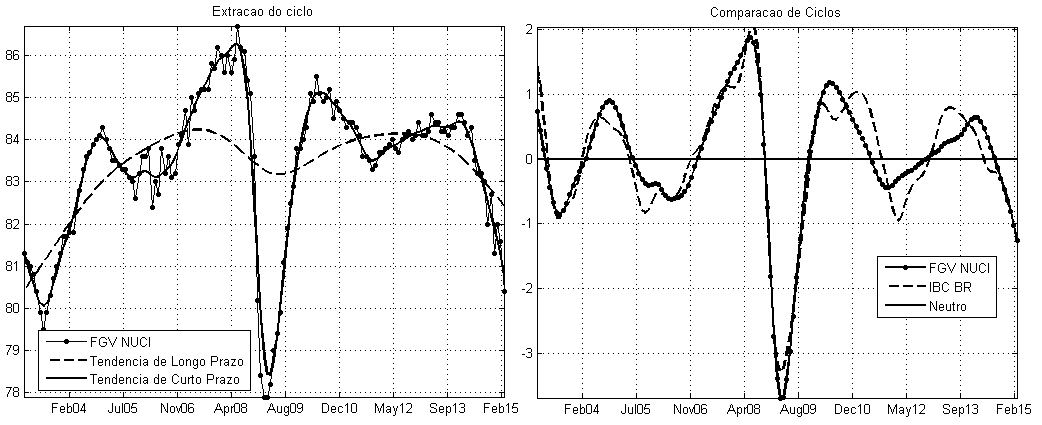 Extracao do ciclo
86
85
84
83
82
81
80
79
78
FGV NUCI
Tendencia de Longo Prazo
Tendencia de Curto Prazo
Feb04 Jul05 Nov06 Apr08 Aug09 Dec10 May12 Sep13 Feb15
Comparacao de Ciclos
2
1
0
-1
-2
-3
FGV NUCI
IBC BR
Neutro
Feb04 Jul05 Nov06 Apr08 Aug09 Dec10 May12 Sep13 Feb15